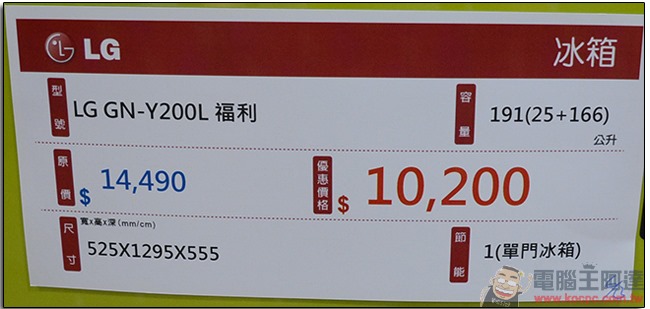 LG 冰箱
型號 LG GN-Y200L 福利 容量 191(25+166)
公升
原價 $ 14,490 優惠價格 $ 10,200
尺寸 寬x高x深(mm/cm)
525X1295X555 節能 1(單門冰箱)
電腦王阿達
www.kocpc.com.tw